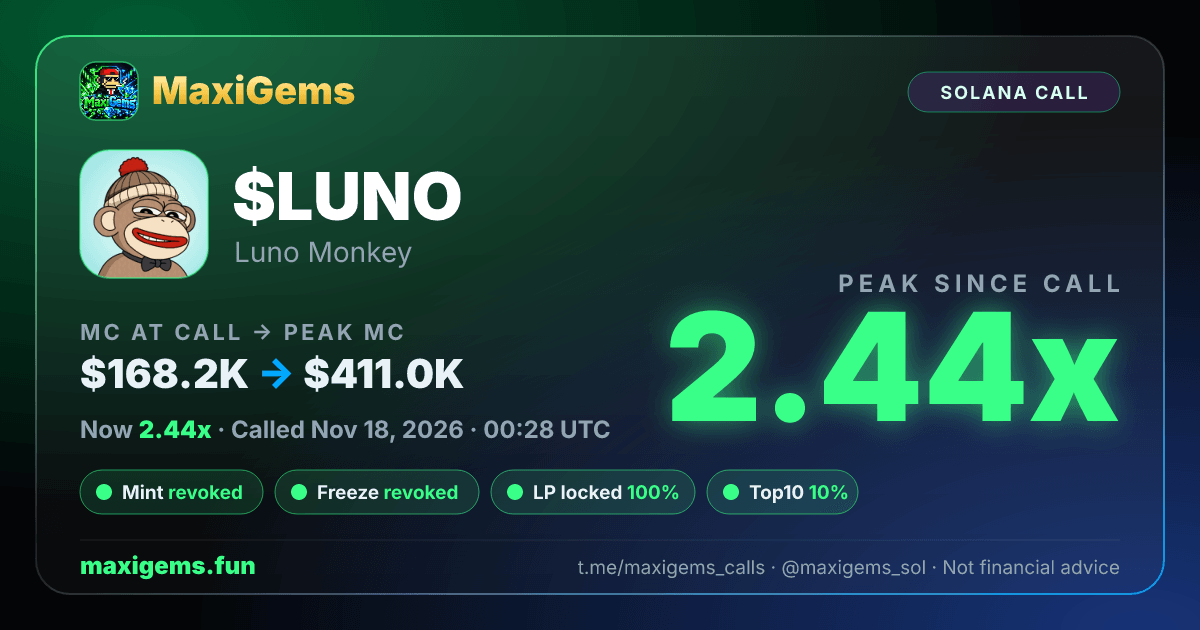 MaxiGems
MaxiGems
SOLANA CALL
$LUNO
Luno Monkey
PEAK SINCE CALL
2.44x
MC AT CALL → PEAK MC
$168.2K → $411.0K
Now 2.44x · Called Nov 18, 2026 · 00:28 UTC
Mint revoked
Freeze revoked
LP locked 100%
Top10 10%
maxigems.fun
t.me/maxigems_calls · @maxigems_sol · Not financial advice